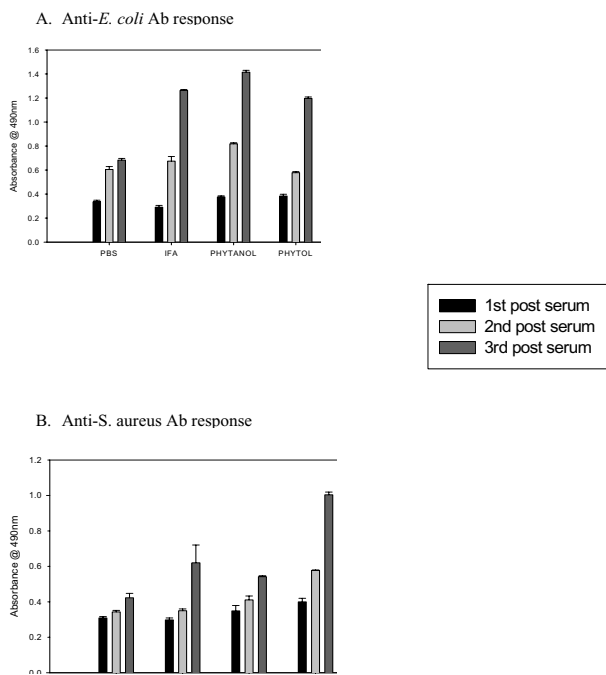 A. Anti-E. coli Ab response
1.6
1.4
1.2
1.0
0.8
0.6
0.4
0.2
0.0
Absorbance @ 490nm
PBS IFA PHYTANOL PHYTOL
1st post serum
2nd post serum
3rd post serum
B. Anti-S. aureus Ab response
1.2
1.0
0.8
0.6
0.4
0.2
0.0
Absorbance @ 490nm